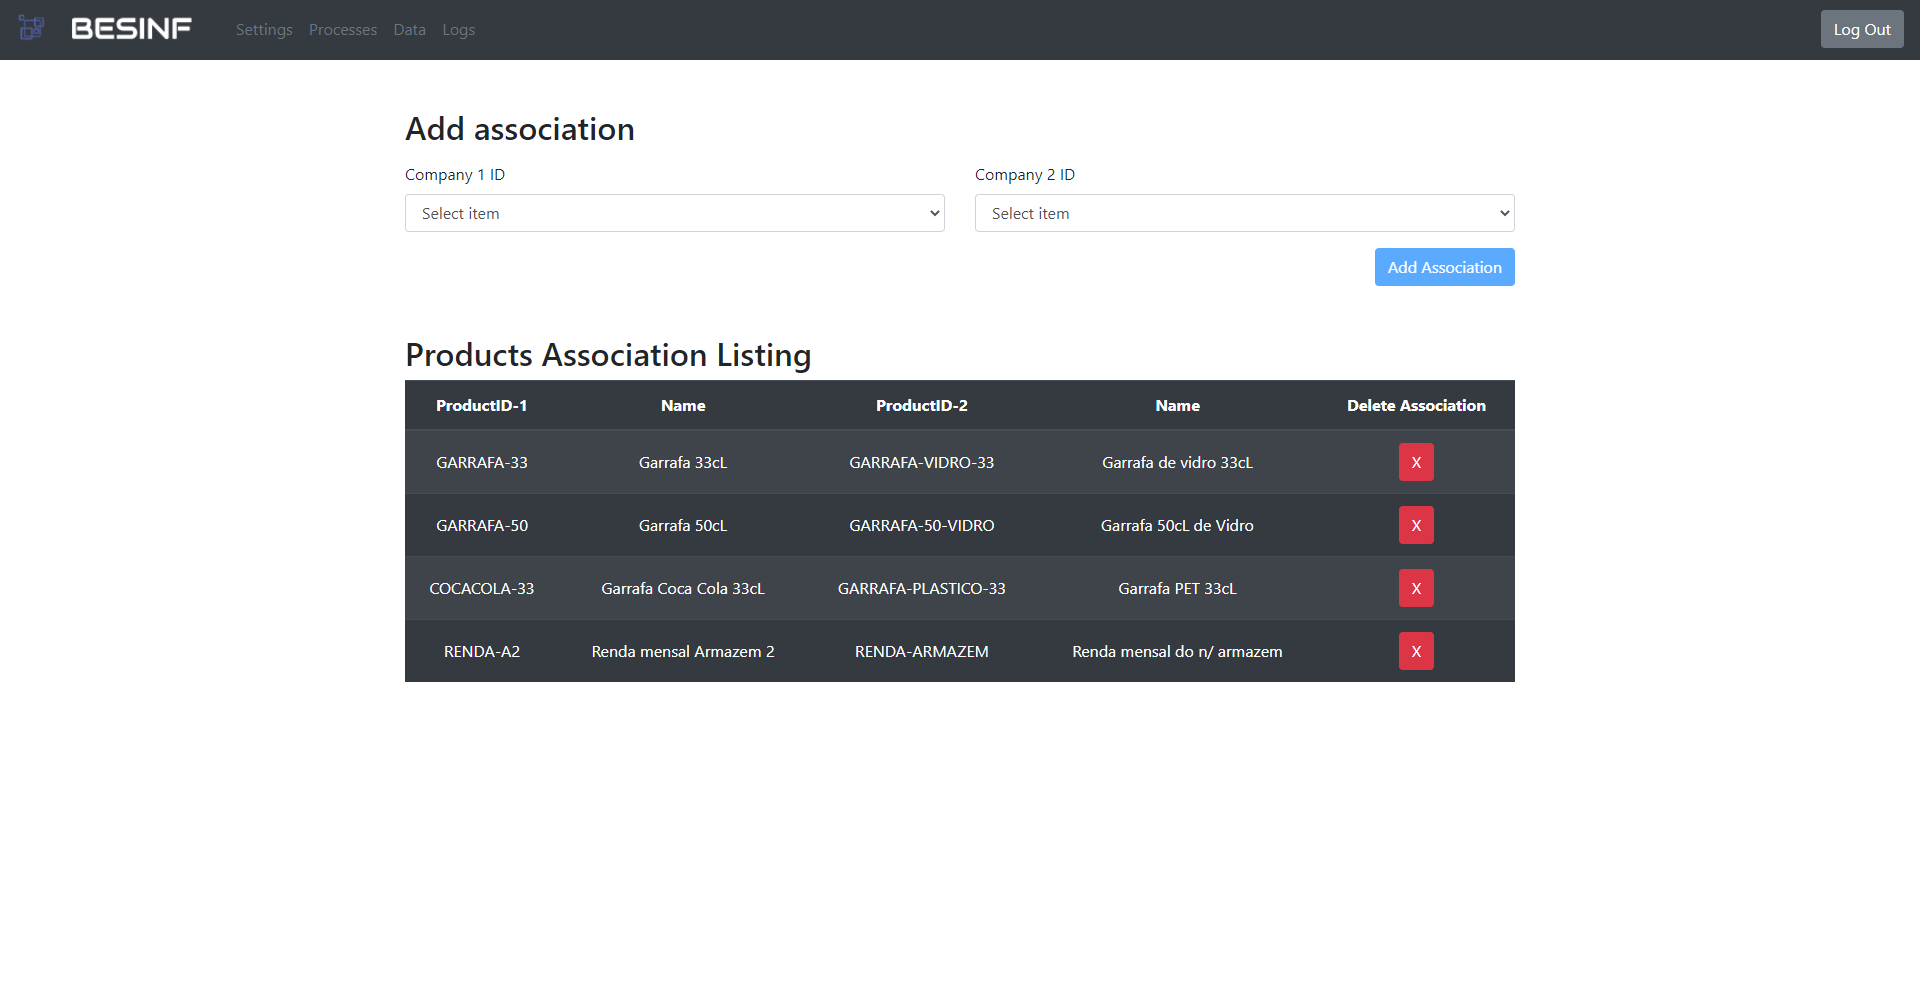 BESINF Settings Processes Data Logs Log Out
Add association
Company 1 ID Company 2 ID
Select item Select item
Add Association
Products Association Listing
ProductID-1 Name ProductID-2 Name Delete Association
GARRAFA-33 Garrafa 33cL GARRAFA-VIDRO-33 Garrafa de vidro 33cL X
GARRAFA-50 Garrafa 50cL GARRAFA-50-VIDRO Garrafa 50cL de Vidro X
COCACOLA-33 Garrafa Coca Cola 33cL GARRAFA-PLASTICO-33 Garrafa PET 33cL X
RENDA-A2 Renda mensal Armazem 2 RENDA-ARMAZEM Renda mensal do n/ armazem X